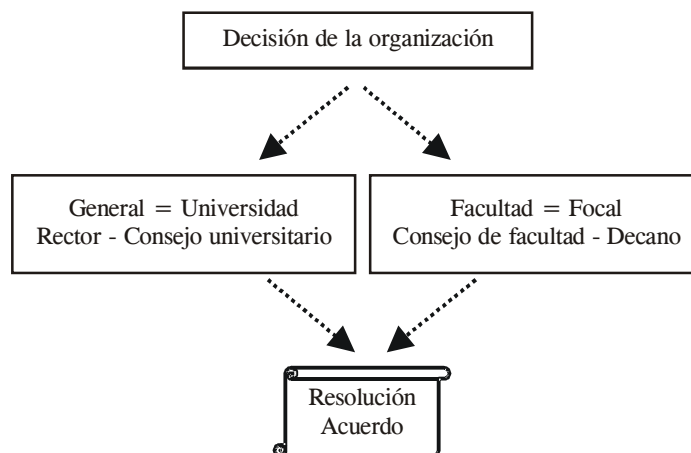 Decisión de la organización
General = Universidad
Rector - Consejo universitario
Facultad = Focal
Consejo de facultad - Decano
Resolución
Acuerdo